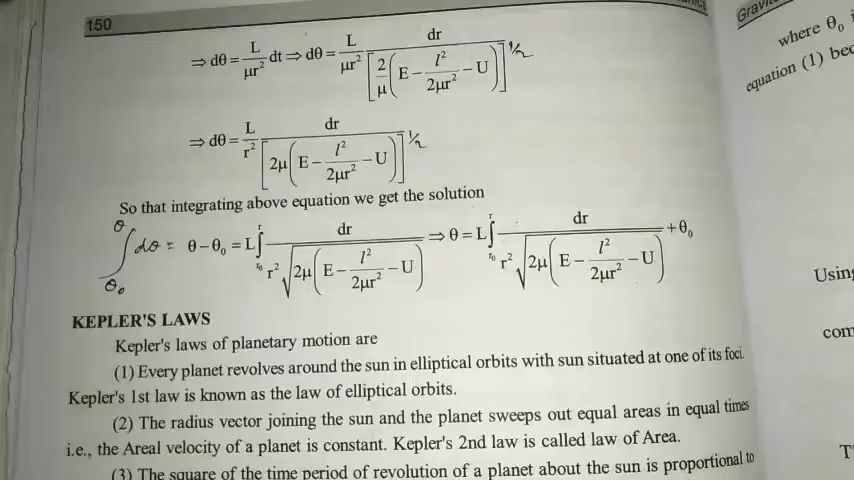 150
⇒ dθ = L/μr² dt ⇒ dθ = L/μr² dr/[2/μ(E − l²/2μr² − U)]^1/2
⇒ dθ = L/r² dr/[2μ(E − l²/2μr² − U)]^1/2
So that integrating above equation we get the solution
∫θ₀^θ dθ = θ − θ₀ = L∫r₀^r dr/r²√2μ(E − l²/2μr² − U) ⇒ θ = L∫r₀^r dr/r²√2μ(E − l²/2μr² − U) + θ₀
KEPLER'S LAWS
Kepler's laws of planetary motion are
(1) Every planet revolves around the sun in elliptical orbits with sun situated at one of its foci.
Kepler's 1st law is known as the law of elliptical orbits.
(2) The radius vector joining the sun and the planet sweeps out equal areas in equal times
i.e., the Areal velocity of a planet is constant. Kepler's 2nd law is called law of Area.
(3) The square of the time period of revolution of a planet about the sun is proportional to
where θ₀
equation (1) bec
Using
com